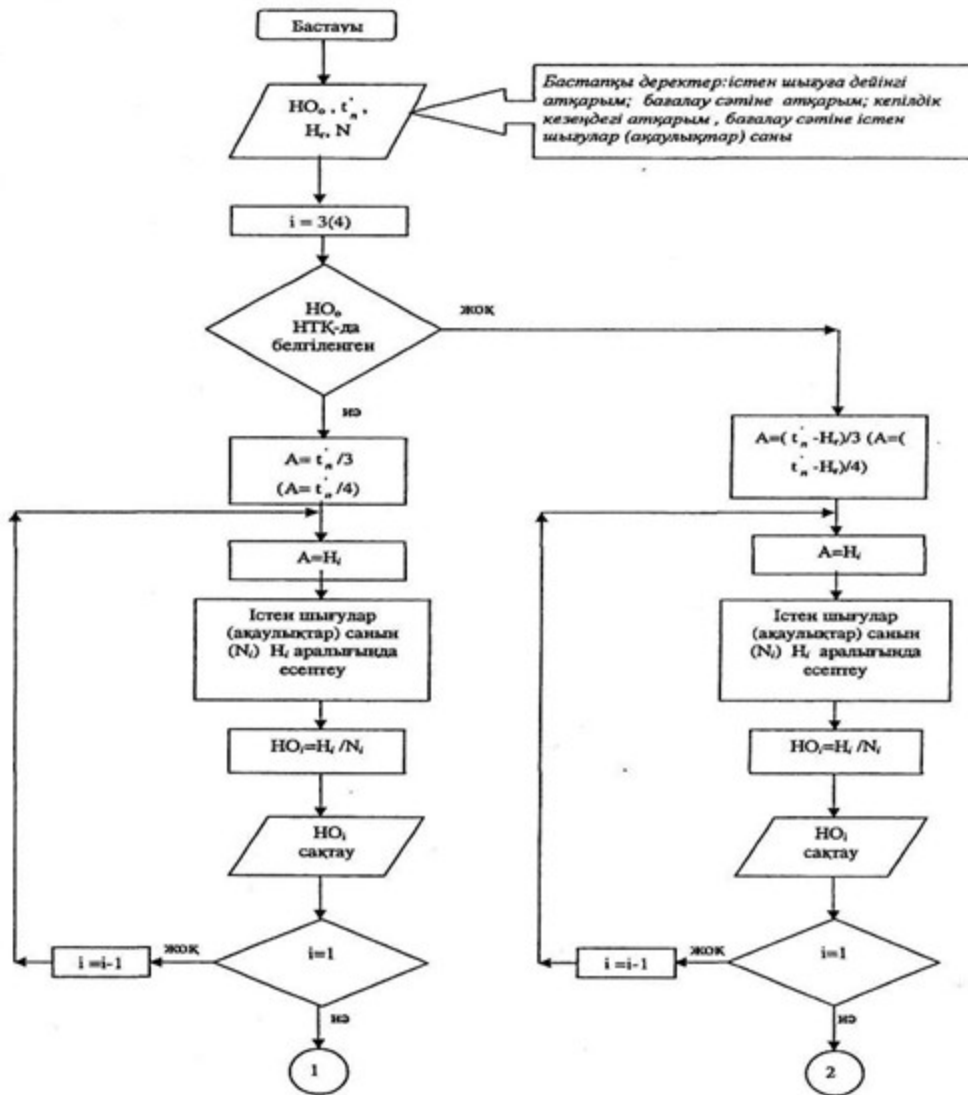 Бастауы
НОₒ , t*ₙ ,
Нᵣ, N
Бастапқы деректер:істен шығуға дейінгі
атқарым; бағалау сәтіне атқарым; кепілдік
кезеңдегі атқарым , бағалау сәтіне істен
шығулар (ақаулықтар) саны
i = 3(4)
НОₒ
НТҚ-да
белгіленген
жоқ
иә
A= t*ₙ /3
(A= t*ₙ /4)
A=Hᵢ
Істен шығулар
(ақаулықтар) санын
(Nᵢ) Hᵢ аралығында
есептеу
НОᵢ=Hᵢ /Nᵢ
НОᵢ
сақтау
i=1
жоқ
i =i-1
иә
1
A=( t*ₙ -Hᵣ)/3 (A=(
t*ₙ -Hᵣ)/4)
A=Hᵢ
Істен шығулар
(ақаулықтар) санын
(Nᵢ) Hᵢ аралығында
есептеу
НОᵢ=Hᵢ /Nᵢ
НОᵢ
сақтау
i=1
жоқ
i =i-1
иә
2